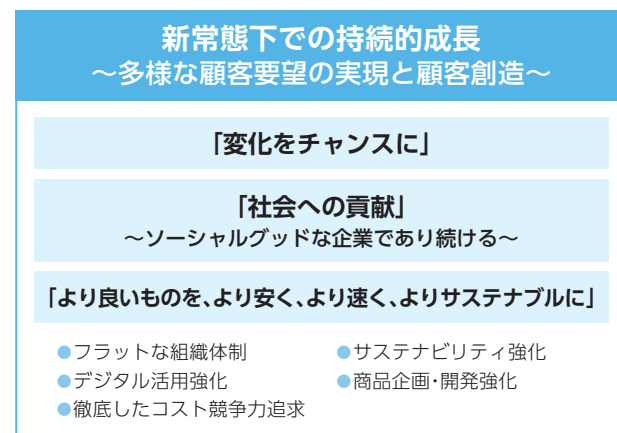 新常態下での持続的成長
～多様な顧客要望の実現と顧客創造～
「変化をチャンスに」
「社会への貢献」
～ソーシャルグッドな企業であり続ける～
「より良いものを、より安く、より速く、よりサステナブルに」
●フラットな組織体制
●デジタル活用強化
●徹底したコスト競争力追求
●サステナビリティ強化
●商品企画・開発強化